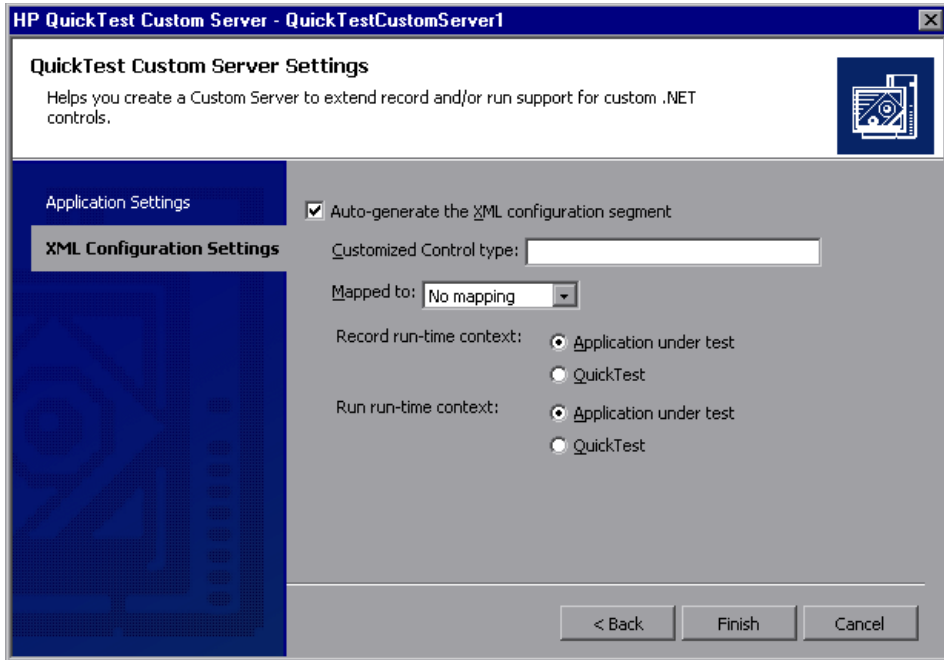 HP QuickTest Custom Server - QuickTestCustomServer1
QuickTest Custom Server Settings
Helps you create a Custom Server to extend record and/or run support for custom .NET
controls.
Application Settings
XML Configuration Settings
Auto-generate the XML configuration segment
Customized Control type:
Mapped to: No mapping
Record run-time context: Application under test
QuickTest
Run run-time context: Application under test
QuickTest
< Back Finish Cancel